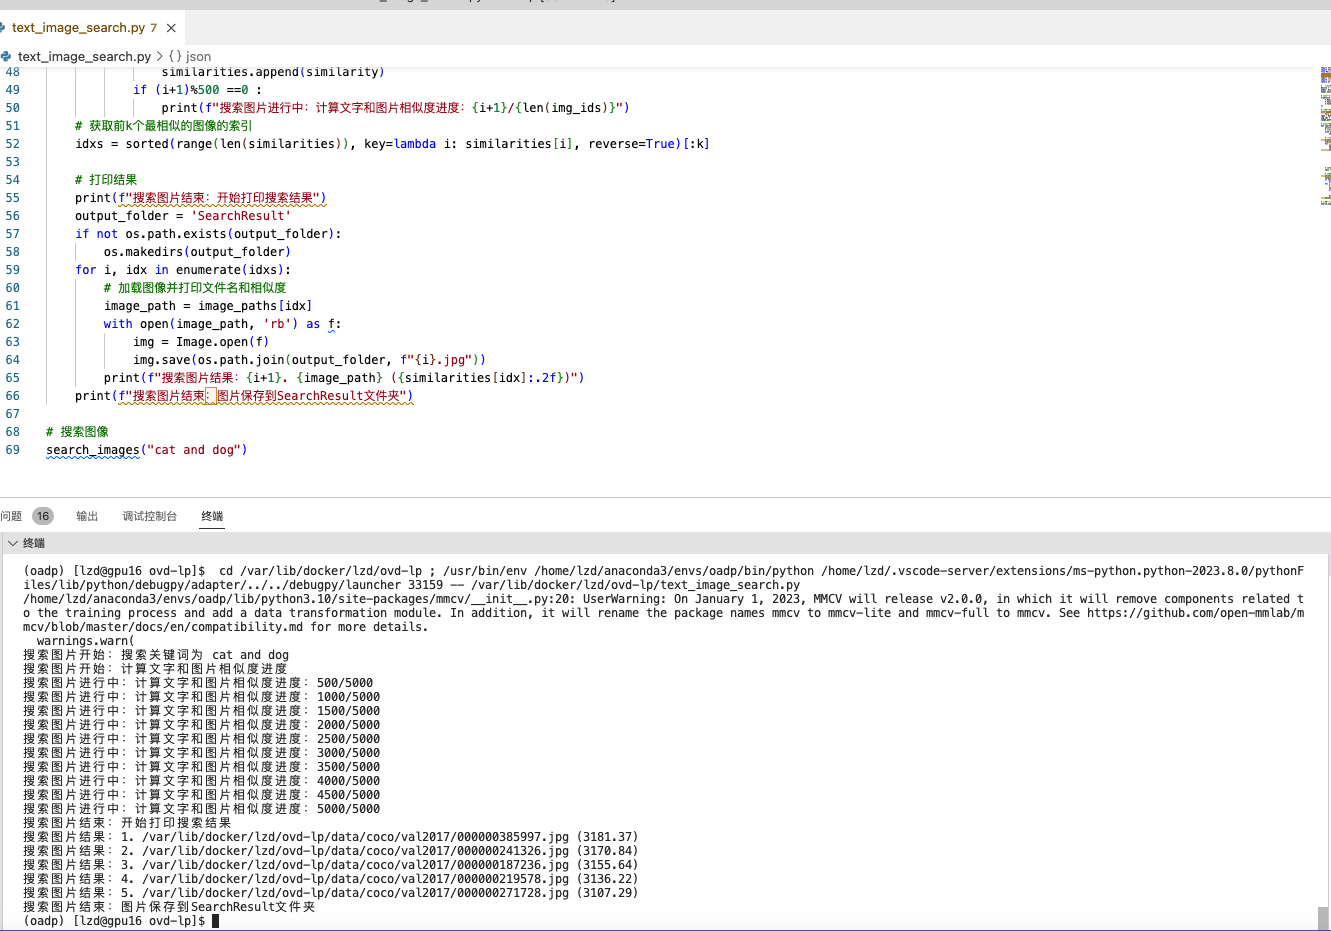 text_image_search.py 7
text_image_search.py > {} json
48 similarities.append(similarity)
49 if (i+1)%500 ==0 :
50 print(f"搜索图片进行中: 计算文字和图片相似度进度: {i+1}/{len(img_ids)}")
51 # 获取前k个最相似的图像的索引
52 idxs = sorted(range(len(similarities)), key=lambda i: similarities[i], reverse=True)[:k]
53
54 # 打印结果
55 print(f"搜索图片结束: 开始打印搜索结果")
56 output_folder = 'SearchResult'
57 if not os.path.exists(output_folder):
58 os.makedirs(output_folder)
59 for i, idx in enumerate(idxs):
60 # 加载图像并打印文件名和相似度
61 image_path = image_paths[idx]
62 with open(image_path, 'rb') as f:
63 img = Image.open(f)
64 img.save(os.path.join(output_folder, f"{i}.jpg"))
65 print(f"搜索图片结果: {i+1}. {image_path} ({similarities[idx]:.2f})")
66 print(f"搜索图片结束：图片保存到SearchResult文件夹")
67
68 # 搜索图像
69 search_images("cat and dog")
问题 16 输出 调试控制台 终端
终端
(oadp) [lzd@gpu16 ovd-lp]$ cd /var/lib/docker/lzd/ovd-lp ; /usr/bin/env /home/lzd/anaconda3/envs/oadp/bin/python /home/lzd/.vscode-server/extensions/ms-python.python-2023.8.0/pythonF
iles/lib/python/debugpy/adapter/../../debugpy/launcher 33159 -- /var/lib/docker/lzd/ovd-lp/text_image_search.py
/home/lzd/anaconda3/envs/oadp/lib/python3.10/site-packages/mmcv/__init__.py:20: UserWarning: On January 1, 2023, MMCV will release v2.0.0, in which it will remove components related t
o the training process and add a data transformation module. In addition, it will rename the package names mmcv to mmcv-lite and mmcv-full to mmcv. See https://github.com/open-mmlab/m
mcv/blob/master/docs/en/compatibility.md for more details.
warnings.warn(
搜索图片开始: 搜索关键词为 cat and dog
搜索图片开始: 计算文字和图片相似度进度
搜索图片进行中: 计算文字和图片相似度进度: 500/5000
搜索图片进行中: 计算文字和图片相似度进度: 1000/5000
搜索图片进行中: 计算文字和图片相似度进度: 1500/5000
搜索图片进行中: 计算文字和图片相似度进度: 2000/5000
搜索图片进行中: 计算文字和图片相似度进度: 2500/5000
搜索图片进行中: 计算文字和图片相似度进度: 3000/5000
搜索图片进行中: 计算文字和图片相似度进度: 3500/5000
搜索图片进行中: 计算文字和图片相似度进度: 4000/5000
搜索图片进行中: 计算文字和图片相似度进度: 4500/5000
搜索图片进行中: 计算文字和图片相似度进度: 5000/5000
搜索图片结束: 开始打印搜索结果
搜索图片结果: 1. /var/lib/docker/lzd/ovd-lp/data/coco/val2017/000000385997.jpg (3181.37)
搜索图片结果: 2. /var/lib/docker/lzd/ovd-lp/data/coco/val2017/000000241326.jpg (3170.84)
搜索图片结果: 3. /var/lib/docker/lzd/ovd-lp/data/coco/val2017/000000187236.jpg (3155.64)
搜索图片结果: 4. /var/lib/docker/lzd/ovd-lp/data/coco/val2017/000000219578.jpg (3136.22)
搜索图片结果: 5. /var/lib/docker/lzd/ovd-lp/data/coco/val2017/000000271728.jpg (3107.29)
搜索图片结束: 图片保存到SearchResult文件夹
(oadp) [lzd@gpu16 ovd-lp]$